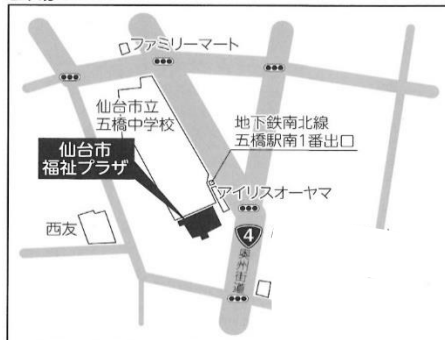 ファミリーマート
仙台市立
五橋中学校
地下鉄南北線
五橋駅南1番出口
仙台市
福祉プラザ
アイリスオーヤマ
西友
4
奥州街道